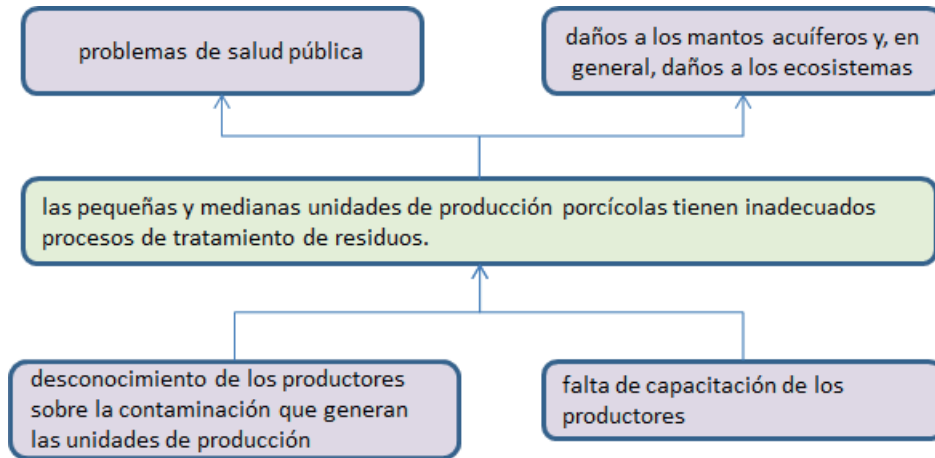 problemas de salud pública
daños a los mantos acuíferos y, en
general, daños a los ecosistemas
las pequeñas y medianas unidades de producción porcícolas tienen inadecuados
procesos de tratamiento de residuos.
desconocimiento de los productores
sobre la contaminación que generan
las unidades de producción
falta de capacitación de los
productores